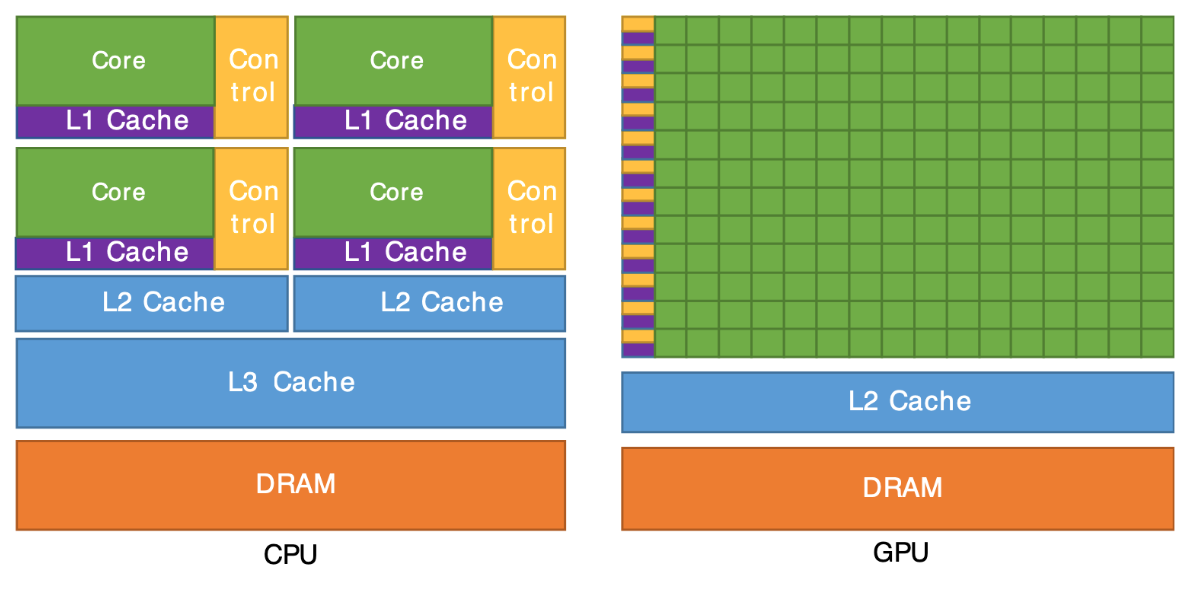 Core
Con
trol
L1 Cache
Core
Con
trol
L1 Cache
Core
Con
trol
L1 Cache
Core
Con
trol
L1 Cache
L2 Cache
L2 Cache
L3 Cache
DRAM
CPU
L2 Cache
DRAM
GPU